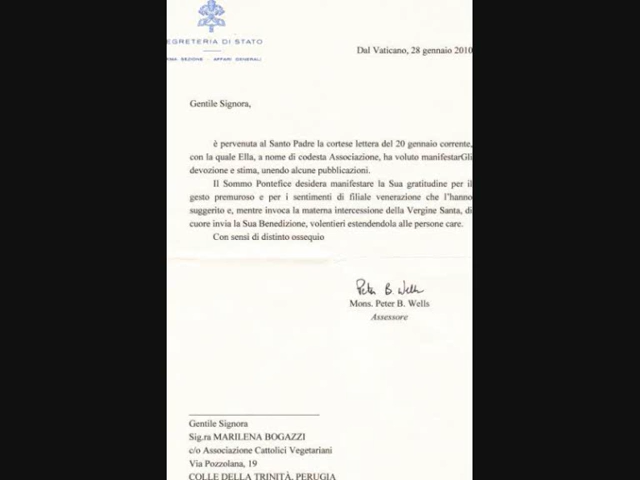 EGRETERIA DI STATO
SEZIONE - AFFARI GENERALI
Dal Vaticano, 28 gennaio 2010
Gentile Signora,
è pervenuta al Santo Padre la cortese lettera del 20 gennaio corrente,
con la quale Ella, a nome di codesta Associazione, ha voluto manifestarGli
devozione e stima, unendo alcune pubblicazioni.
Il Sommo Pontefice desidera manifestare la Sua gratitudine per il
gesto premuroso e per i sentimenti di filiale venerazione che l'hanno
suggerito e, mentre invoca la materna intercessione della Vergine Santa, di
cuore invia la Sua Benedizione, volentieri estendendola alle persone care.
Con sensi di distinto ossequio
Peter B. Wells
Mons. Peter B. Wells
Assessore
Gentile Signora
Sig.ra MARILENA BOGAZZI
c/o Associazione Cattolici Vegetariani
Via Pozzolana, 19
COLLE DELLA TRINITÀ, PERUGIA